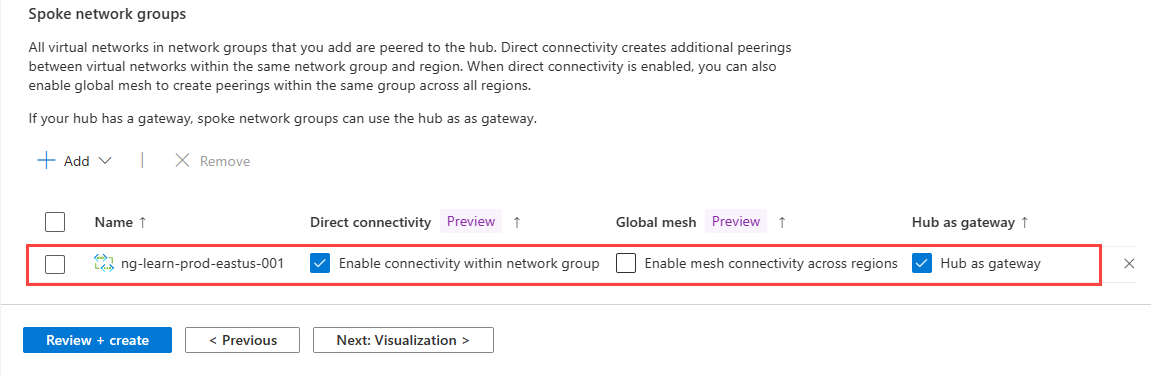 Spoke network groups
All virtual networks in network groups that you add are peered to the hub. Direct connectivity creates additional peerings
between virtual networks within the same network group and region. When direct connectivity is enabled, you can also
enable global mesh to create peerings within the same group across all regions.
If your hub has a gateway, spoke network groups can use the hub as as gateway.
Add | Remove
Name ↑ Direct connectivity Preview ↑ Global mesh Preview ↑ Hub as gateway ↑
ng-learn-prod-eastus-001 Enable connectivity within network group Enable mesh connectivity across regions Hub as gateway
Review + create < Previous Next: Visualization >